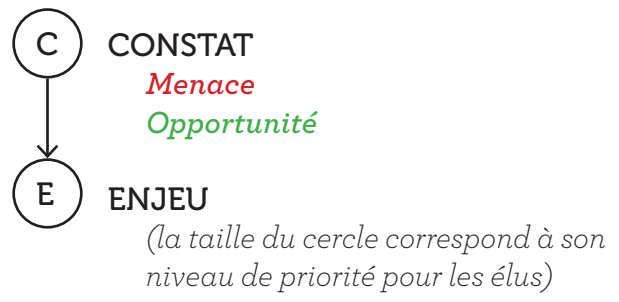 C CONSTAT
Menace
Opportunité
E ENJEU
(la taille du cercle correspond à son
niveau de priorité pour les élus)